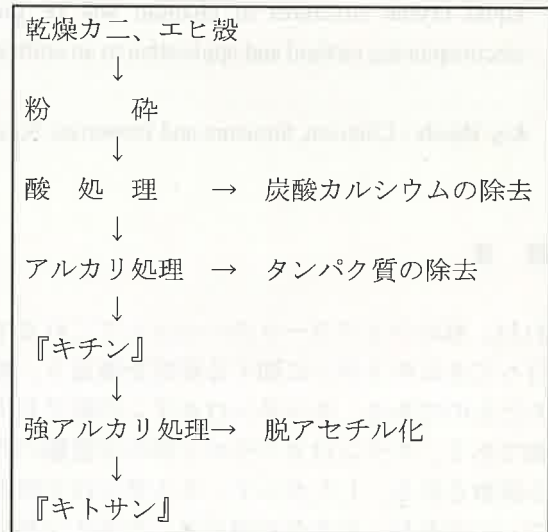 乾燥カニ、エビ殻
↓
粉 砕
↓
酸 処 理 → 炭酸カルシウムの除去
↓
アルカリ処理 → タンパク質の除去
↓
『キチン』
↓
強アルカリ処理→ 脱アセチル化
↓
『キトサン』